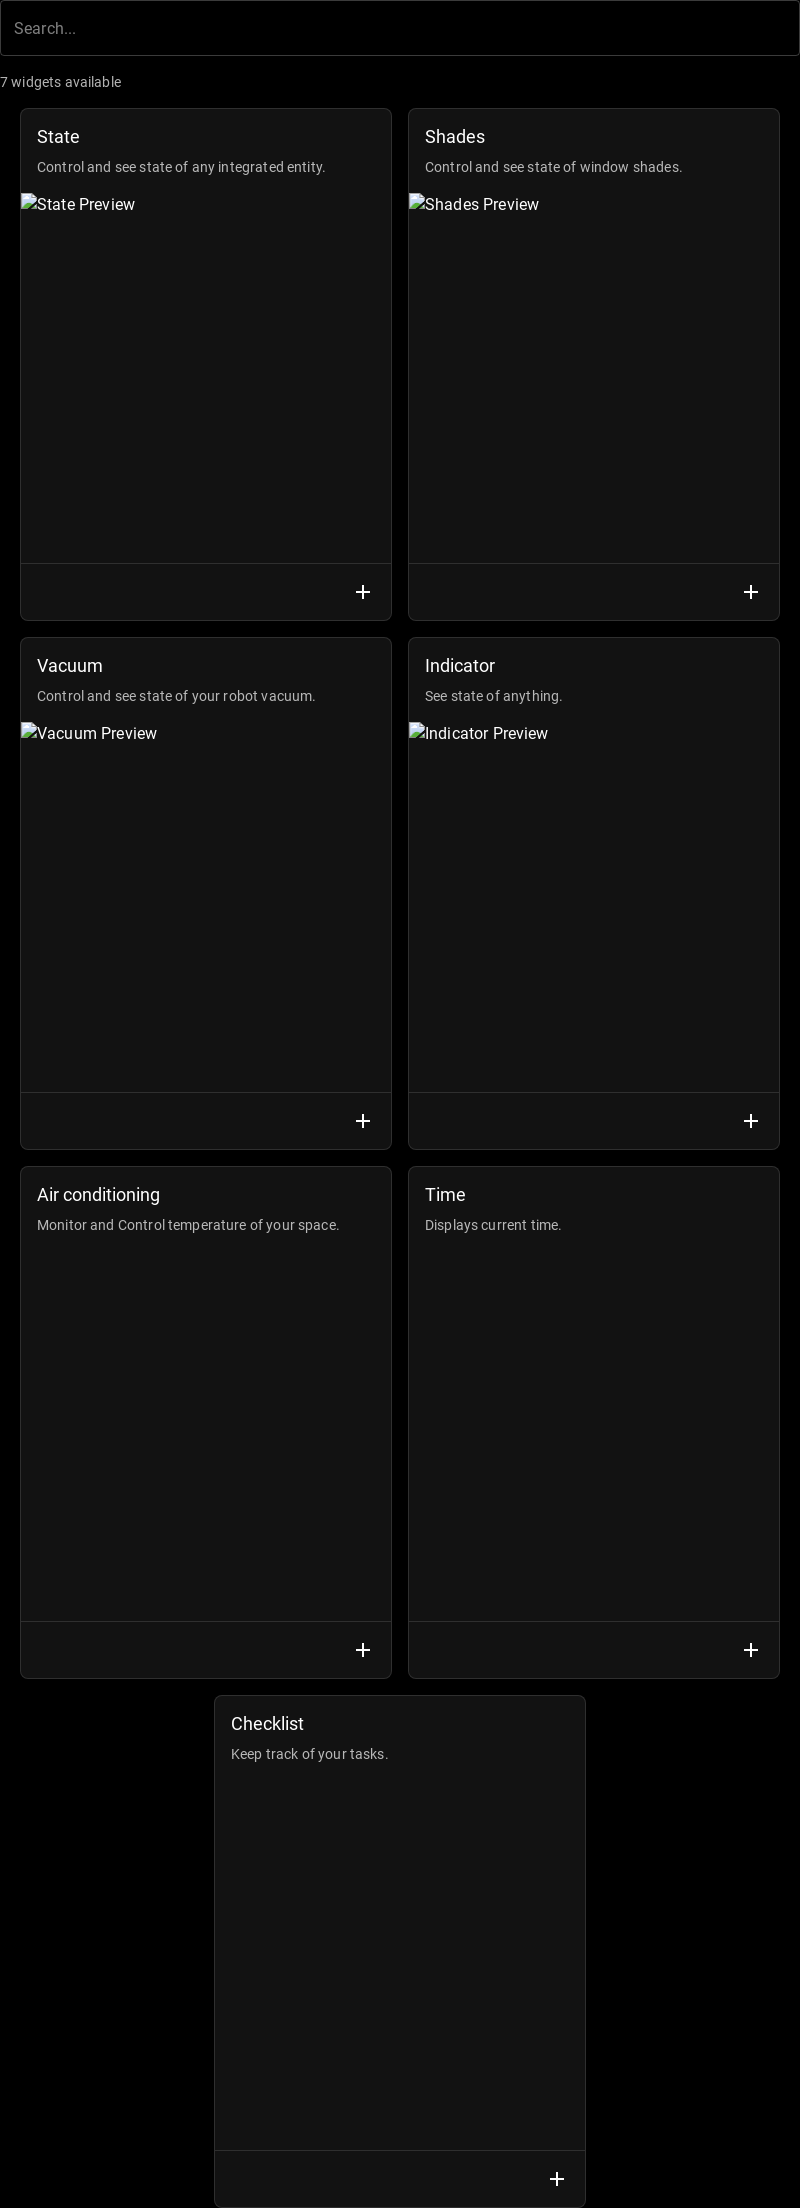 Search...
7 widgets available
State
Control and see state of any integrated entity.
State Preview
Shades
Control and see state of window shades.
Shades Preview
Vacuum
Control and see state of your robot vacuum.
Vacuum Preview
Indicator
See state of anything.
Indicator Preview
Air conditioning
Monitor and Control temperature of your space.
Time
Displays current time.
Checklist
Keep track of your tasks.